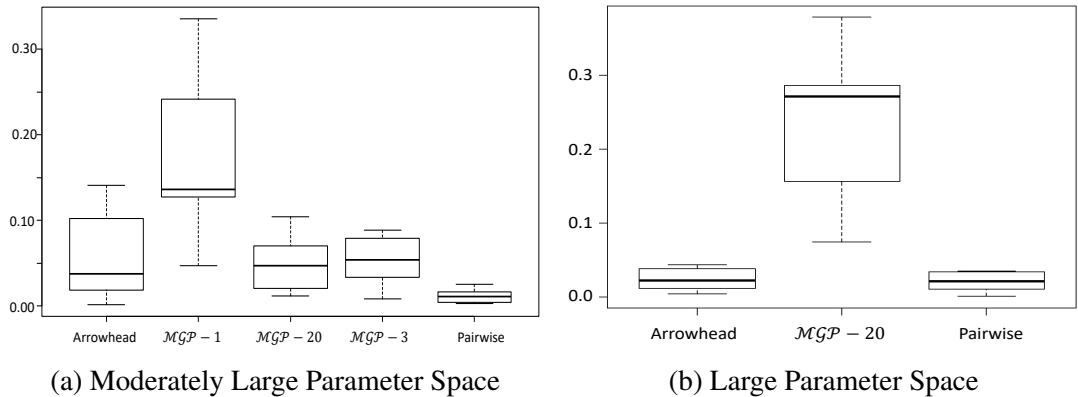 0.30
0.20
0.10
0.00
Arrowhead 𝓜𝓖𝓟 − 1 𝓜𝓖𝓟 − 20 𝓜𝓖𝓟 − 3 Pairwise
(a) Moderately Large Parameter Space
0.3
0.2
0.1
0.0
Arrowhead 𝓜𝓖𝓟 − 20 Pairwise
(b) Large Parameter Space